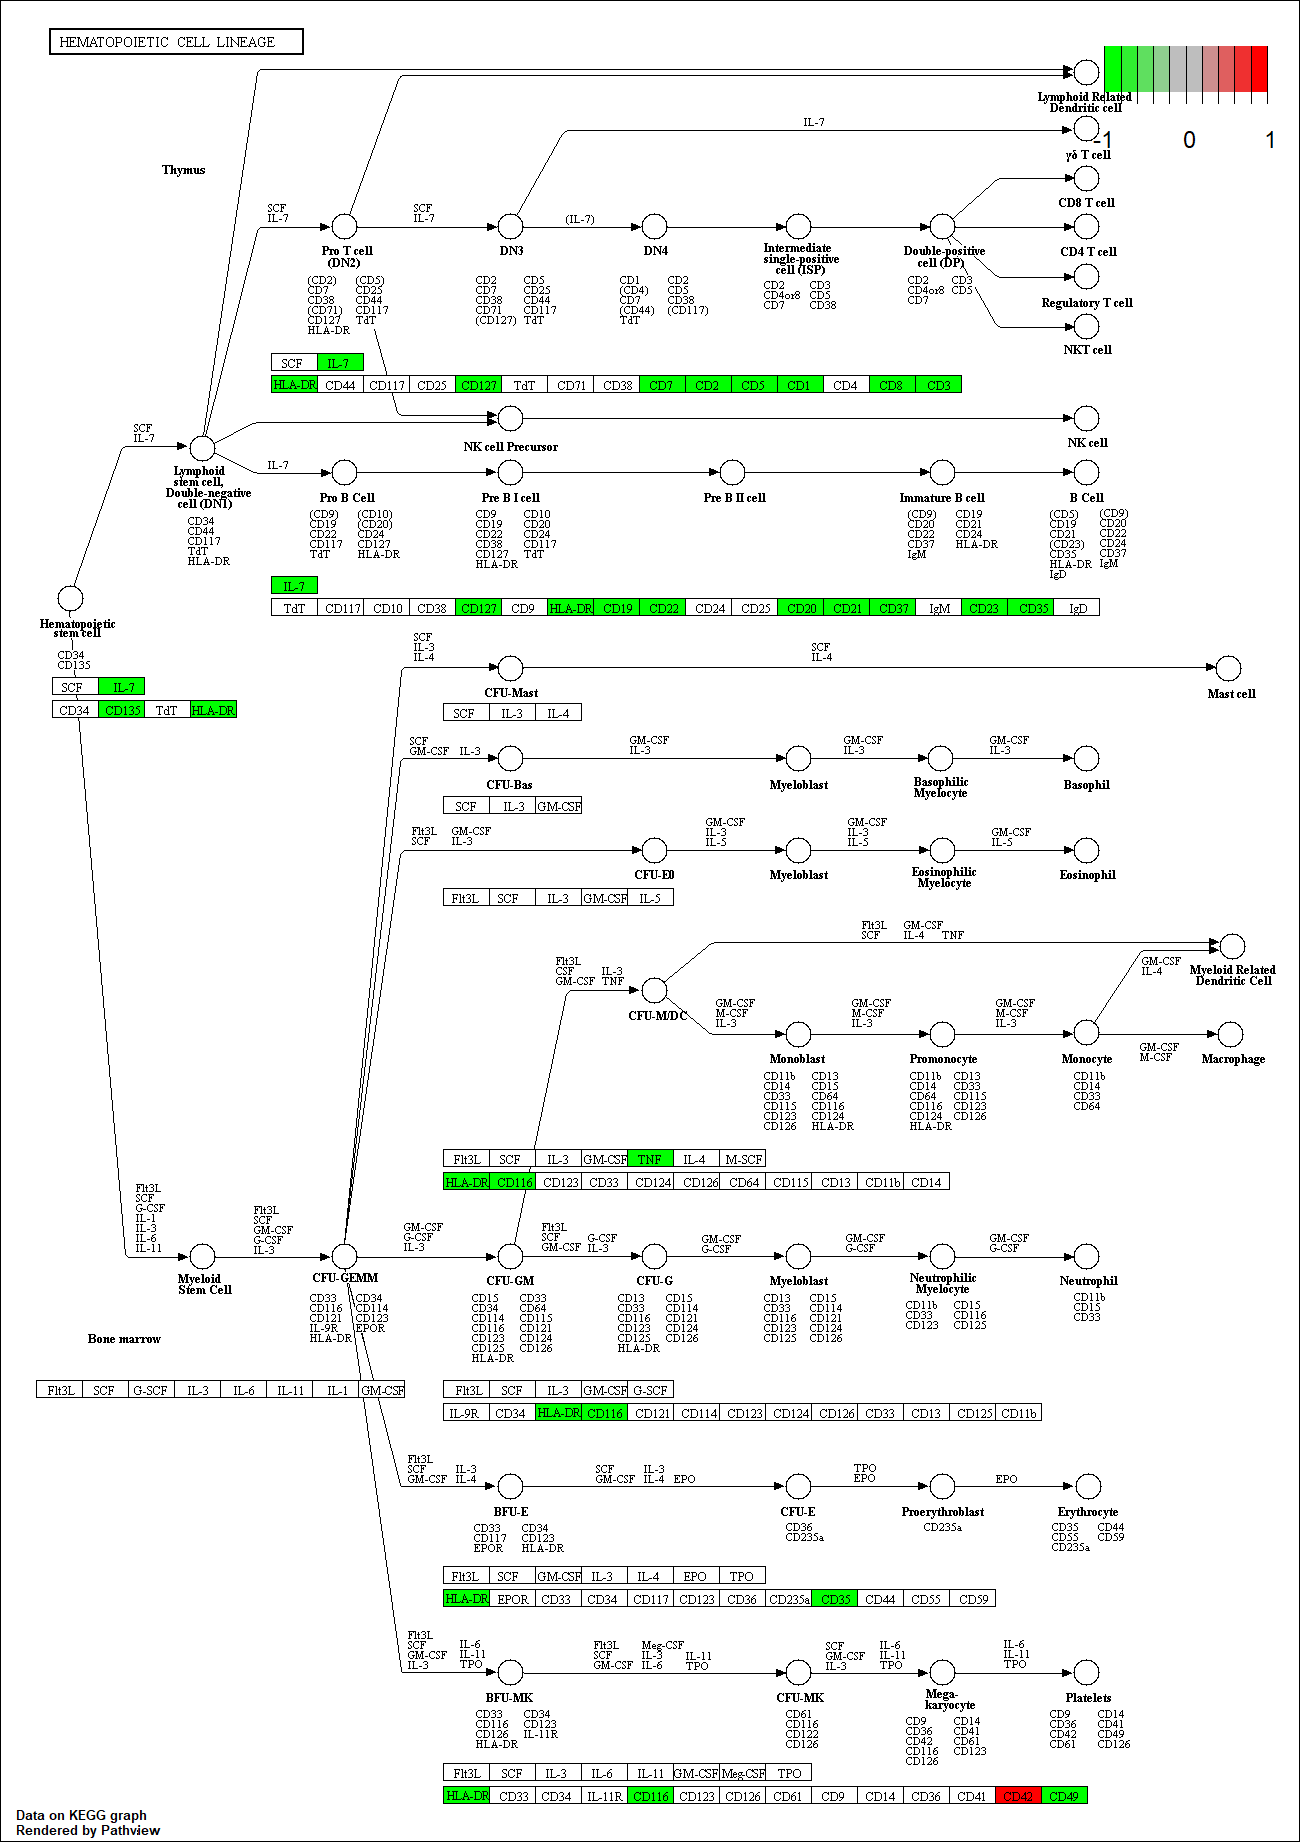 HEMATOPOIETIC CELL LINEAGE
-1 0 1
Lymphoid Related
Dendritic cell
IL-7
γδ T cell
Thymus
CD8 T cell
SCF
IL-7
SCF
IL-7
(IL-7)
Pro T cell
(DN2)
DN3
DN4
Intermediate
single-positive
cell (ISP)
Double-positive
cell (DP)
CD4 T cell
Regulatory T cell
NKT cell
(CD2) (CD5)
CD7 CD25
CD38 CD44
(CD71) CD117
CD127 TdT
HLA-DR
CD2 CD5
CD7 CD25
CD38 CD44
CD71 CD117
(CD127) TdT
CD1 CD2
(CD4) CD5
CD7 CD38
(CD44) (CD117)
TdT
CD2 CD3
CD4or8 CD5
CD7 CD38
CD2 CD3
CD4or8 CD5
CD7
SCF IL-7
HLA-DR CD44 CD117 CD25 CD127 TdT CD71 CD38 CD7 CD2 CD5 CD1 CD4 CD8 CD3
NK cell Precursor
NK cell
SCF
IL-7
IL-7
Lymphoid
stem cell,
Double-negative
cell (DN1)
CD34
CD44
CD117
TdT
HLA-DR
Pro B Cell
Pre B I cell
Pre B II cell
Immature B cell
B Cell
(CD9) (CD10)
CD19 (CD20)
CD22 CD24
CD117 CD127
TdT HLA-DR
CD9 CD10
CD19 CD20
CD22 CD24
CD38 CD117
CD127 TdT
HLA-DR
(CD9) CD19
CD20 CD21
CD22 CD24
CD37 HLA-DR
IgM
(CD5) (CD9)
CD19 CD20
CD21 CD22
(CD23) CD24
CD35 CD37
HLA-DR IgM
IgD
IL-7
TdT CD117 CD10 CD38 CD127 CD9 HLA-DR CD19 CD22 CD24 CD25 CD20 CD21 CD37 IgM CD23 CD35 IgD
Hematopoietic
stem cell
CD34
CD135
SCF IL-7
CD34 CD135 TdT HLA-DR
SCF
IL-3
IL-4
SCF
IL-4
CFU-Mast
Mast cell
SCF IL-3 IL-4
SCF
GM-CSF IL-3
GM-CSF
IL-3
GM-CSF
IL-3
GM-CSF
IL-3
CFU-Bas
Myeloblast
Basophilic
Myelocyte
Basophil
SCF IL-3 GM-CSF
Flt3L GM-CSF
SCF IL-3
GM-CSF
IL-3
IL-5
GM-CSF
IL-3
IL-5
GM-CSF
IL-5
CFU-E0
Myeloblast
Eosinophilic
Myelocyte
Eosinophil
Flt3L SCF IL-3 GM-CSF IL-5
Flt3L GM-CSF
SCF IL-4 TNF
Flt3L
CSF IL-3
GM-CSF TNF
GM-CSF
IL-4
Myeloid Related
Dendritic Cell
CFU-M/DC
GM-CSF
M-CSF
IL-3
GM-CSF
M-CSF
IL-3
GM-CSF
M-CSF
IL-3
GM-CSF
M-CSF
Monoblast
Promonocyte
Monocyte
Macrophage
CD11b CD13
CD14 CD15
CD33 CD64
CD115 CD116
CD123 CD124
CD126 HLA-DR
CD11b CD13
CD14 CD33
CD64 CD115
CD116 CD123
CD124 CD126
HLA-DR
CD11b
CD14
CD33
CD64
Flt3L SCF IL-3 GM-CSF TNF IL-4 M-SCF
HLA-DR CD116 CD123 CD33 CD124 CD126 CD64 CD115 CD13 CD11b CD14
Flt3L
SCF
G-CSF
IL-1
IL-3
IL-6
IL-11
Flt3L
SCF
GM-CSF
G-CSF
IL-3
GM-CSF
G-CSF
IL-3
Flt3L
SCF G-CSF
GM-CSF IL-3
GM-CSF
G-CSF
GM-CSF
G-CSF
GM-CSF
G-CSF
Myeloid
Stem Cell
CFU-GEMM
CFU-GM
CFU-G
Myeloblast
Neutrophilic
Myelocyte
Neutrophil
CD33 CD34
CD116 CD114
CD121 CD123
IL-9R EPOR
HLA-DR
CD15 CD33
CD34 CD64
CD114 CD115
CD116 CD121
CD123 CD124
CD125 CD126
HLA-DR
CD13 CD15
CD33 CD114
CD116 CD121
CD123 CD124
CD125 CD126
HLA-DR
CD13 CD15
CD33 CD114
CD116 CD121
CD123 CD124
CD125 CD126
CD11b CD15
CD33 CD116
CD123 CD125
CD11b
CD15
CD33
Bone marrow
Flt3L SCF G-SCF IL-3 IL-6 IL-11 IL-1 GM-CSF
Flt3L SCF IL-3 GM-CSF G-SCF
IL-9R CD34 HLA-DR CD116 CD121 CD114 CD123 CD124 CD126 CD33 CD13 CD125 CD11b
Flt3L
SCF IL-3
GM-CSF IL-4
SCF IL-3
GM-CSF IL-4 EPO
TPO
EPO
EPO
BFU-E
CFU-E
Proerythroblast
Erythrocyte
CD33 CD34
CD117 CD123
EPOR HLA-DR
CD36
CD235a
CD235a
CD35 CD44
CD55 CD59
CD235a
Flt3L SCF GM-CSF IL-3 IL-4 EPO TPO
HLA-DR EPOR CD33 CD34 CD117 CD123 CD36 CD235a CD35 CD44 CD55 CD59
Flt3L
SCF IL-6
GM-CSF IL-11
IL-3 TPO
Flt3L Meg-CSF
SCF IL-3 IL-11
GM-CSF IL-6 TPO
SCF IL-6
GM-CSF IL-11
IL-3 TPO
IL-6
IL-11
TPO
BFU-MK
CFU-MK
Mega-
karyocyte
Platelets
CD33 CD34
CD116 CD123
CD126 IL-11R
HLA-DR
CD61
CD116
CD122
CD126
CD9 CD14
CD36 CD41
CD42 CD61
CD116 CD123
CD126
CD9 CD14
CD36 CD41
CD42 CD49
CD61 CD126
Flt3L SCF IL-3 IL-6 IL-11 GM-CSF Meg-CSF TPO
HLA-DR CD33 CD34 IL-11R CD116 CD123 CD126 CD61 CD9 CD14 CD36 CD41 CD42 CD49
Data on KEGG graph
Rendered by Pathview